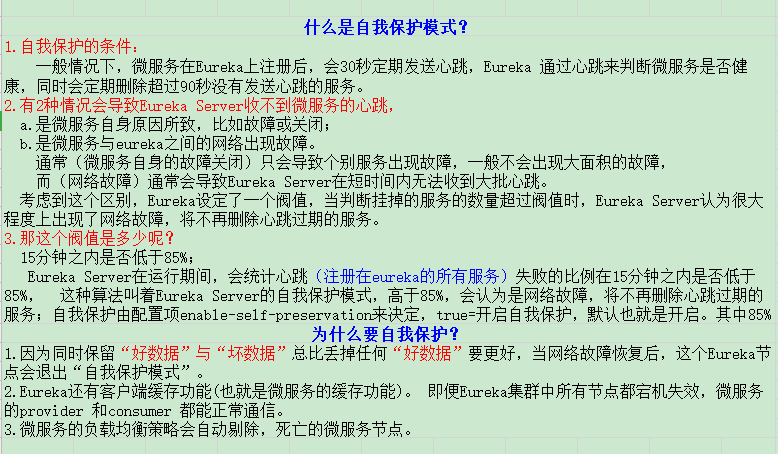 什么是自我保护模式？
1.自我保护的条件：
一般情况下，微服务在Eureka上注册后，会30秒定期发送心跳，Eureka 通过心跳来判断微服务是否健
康，同时会定期删除超过90秒没有发送心跳的服务。
2.有2种情况会导致Eureka Server收不到微服务的心跳，
a.是微服务自身原因所致，比如故障或关闭；
b.是微服务与eureka之间的网络出现故障。
通常（微服务自身的故障关闭）只会导致个别服务出现故障，一般不会出现大面积的故障，
而（网络故障）通常会导致Eureka Server在短时间内无法收到大批心跳。
考虑到这个区别，Eureka设定了一个阀值，当判断挂掉的服务的数量超过阀值时，Eureka Server认为很大
程度上出现了网络故障，将不再删除心跳过期的服务。
3.那这个阀值是多少呢？
15分钟之内是否低于85%；
Eureka Server在运行期间，会统计心跳（注册在eureka的所有服务）失败的比例在15分钟之内是否低于
85%， 这种算法叫着Eureka Server的自我保护模式，高于85%，会认为是网络故障，将不再删除心跳过期的
服务；自我保护由配置项enable-self-preservation来决定，true=开启自我保护，默认也就是开启。其中85%
为什么要自我保护？
1.因为同时保留“好数据”与“坏数据”总比丢掉任何“好数据”要更好，当网络故障恢复后，这个Eureka节
点会退出“自我保护模式”。
2.Eureka还有客户端缓存功能(也就是微服务的缓存功能)。 即便Eureka集群中所有节点都宕机失效，微服务
的provider 和consumer 都能正常通信。
3.微服务的负载均衡策略会自动剔除，死亡的微服务节点。